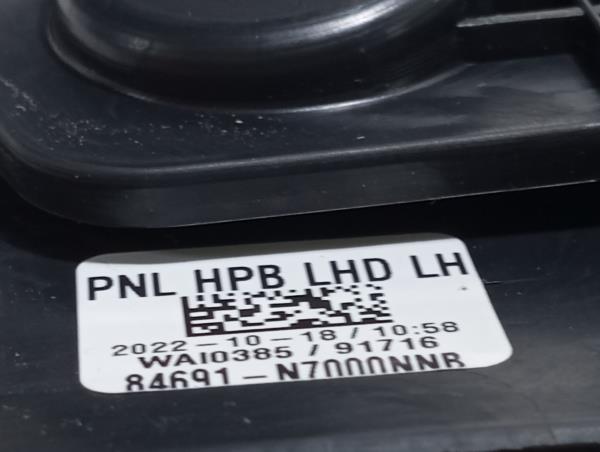 PNL HPB LHD LH
2022-10-18 / 10:58
WAI0385 / 91716
84691-N7000NNB